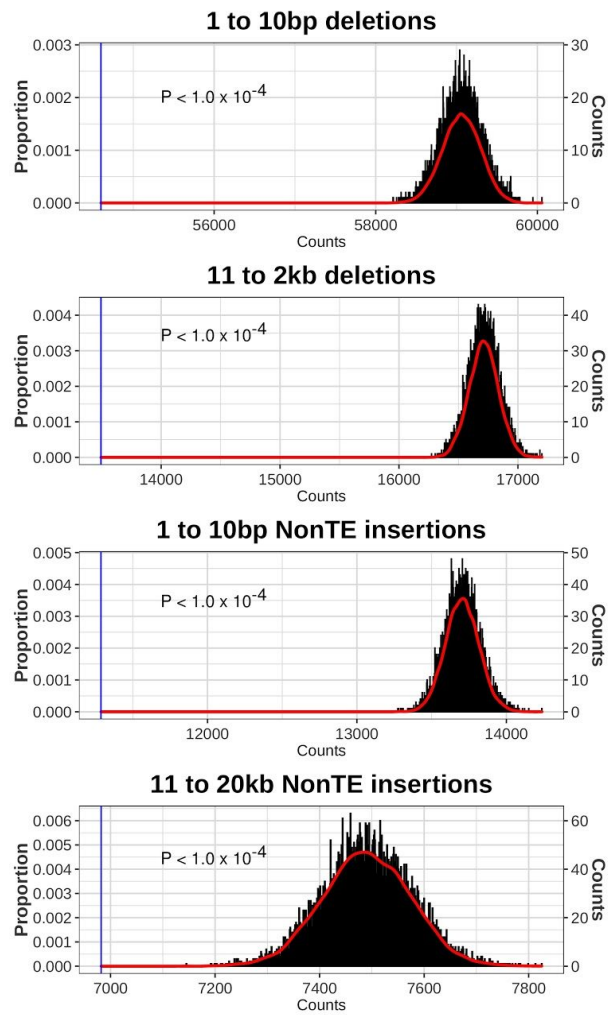 1 to 10bp deletions
0.003
0.002
0.001
0.000
Proportion
P < 1.0 x 10-4
30
20
10
0
Counts
56000 58000 60000
Counts
11 to 2kb deletions
0.004
0.003
0.002
0.001
0.000
Proportion
P < 1.0 x 10-4
40
30
20
10
0
Counts
14000 15000 16000 17000
Counts
1 to 10bp NonTE insertions
0.005
0.004
0.003
0.002
0.001
0.000
Proportion
P < 1.0 x 10-4
50
40
30
20
10
0
Counts
12000 13000 14000
Counts
11 to 20kb NonTE insertions
0.006
0.005
0.004
0.003
0.002
0.001
0.000
Proportion
P < 1.0 x 10-4
60
40
20
0
Counts
7000 7200 7400 7600 7800
Counts